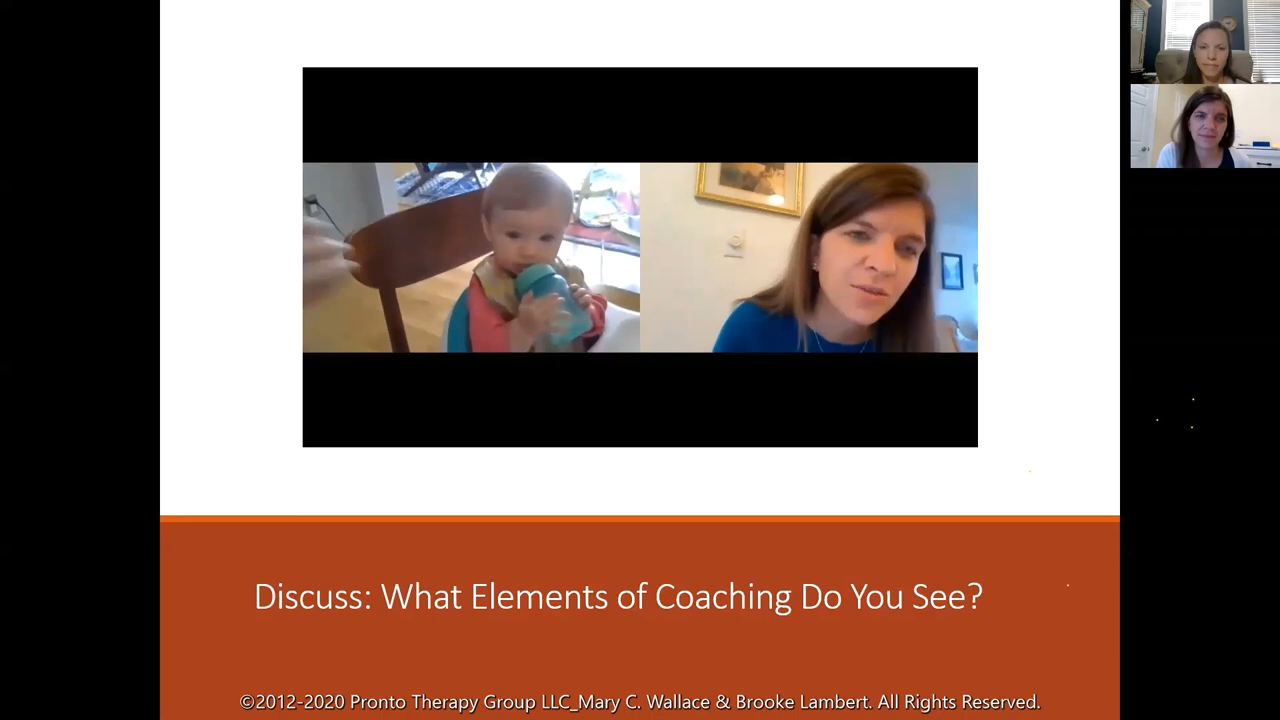 Discuss: What Elements of Coaching Do You See?
©2012-2020 Pronto Therapy Group LLC_Mary C. Wallace & Brooke Lambert. All Rights Reserved.